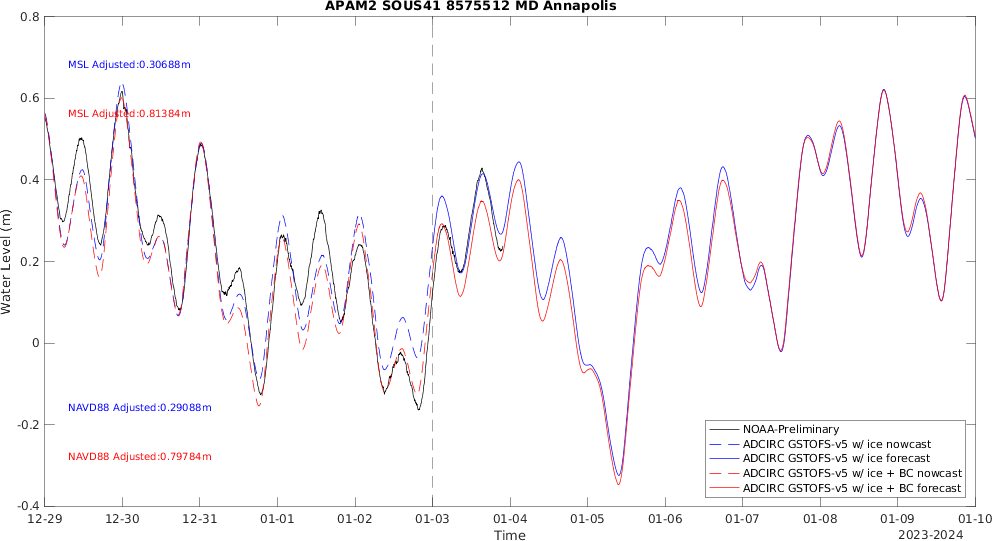 APAM2 SOUS41 8575512 MD Annapolis
0.8
0.6
0.4
0.2
0
-0.2
-0.4
Water Level (m)
MSL Adjusted:0.30688m
MSL Adjusted:0.81384m
NAVD88 Adjusted:0.29088m
NAVD88 Adjusted:0.79784m
NOAA-Preliminary
ADCIRC GSTOFS-v5 w/ ice nowcast
ADCIRC GSTOFS-v5 w/ ice forecast
ADCIRC GSTOFS-v5 w/ ice + BC nowcast
ADCIRC GSTOFS-v5 w/ ice + BC forecast
12-29 12-30 12-31 01-01 01-02 01-03 01-04 01-05 01-06 01-07 01-08 01-09 01-10
Time
2023-2024